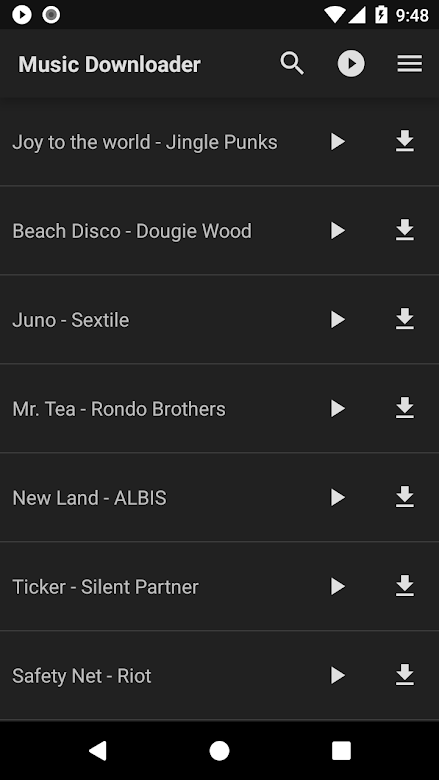 9:48
Music Downloader
Joy to the world - Jingle Punks
Beach Disco - Dougie Wood
Juno - Sextile
Mr. Tea - Rondo Brothers
New Land - ALBIS
Ticker - Silent Partner
Safety Net - Riot